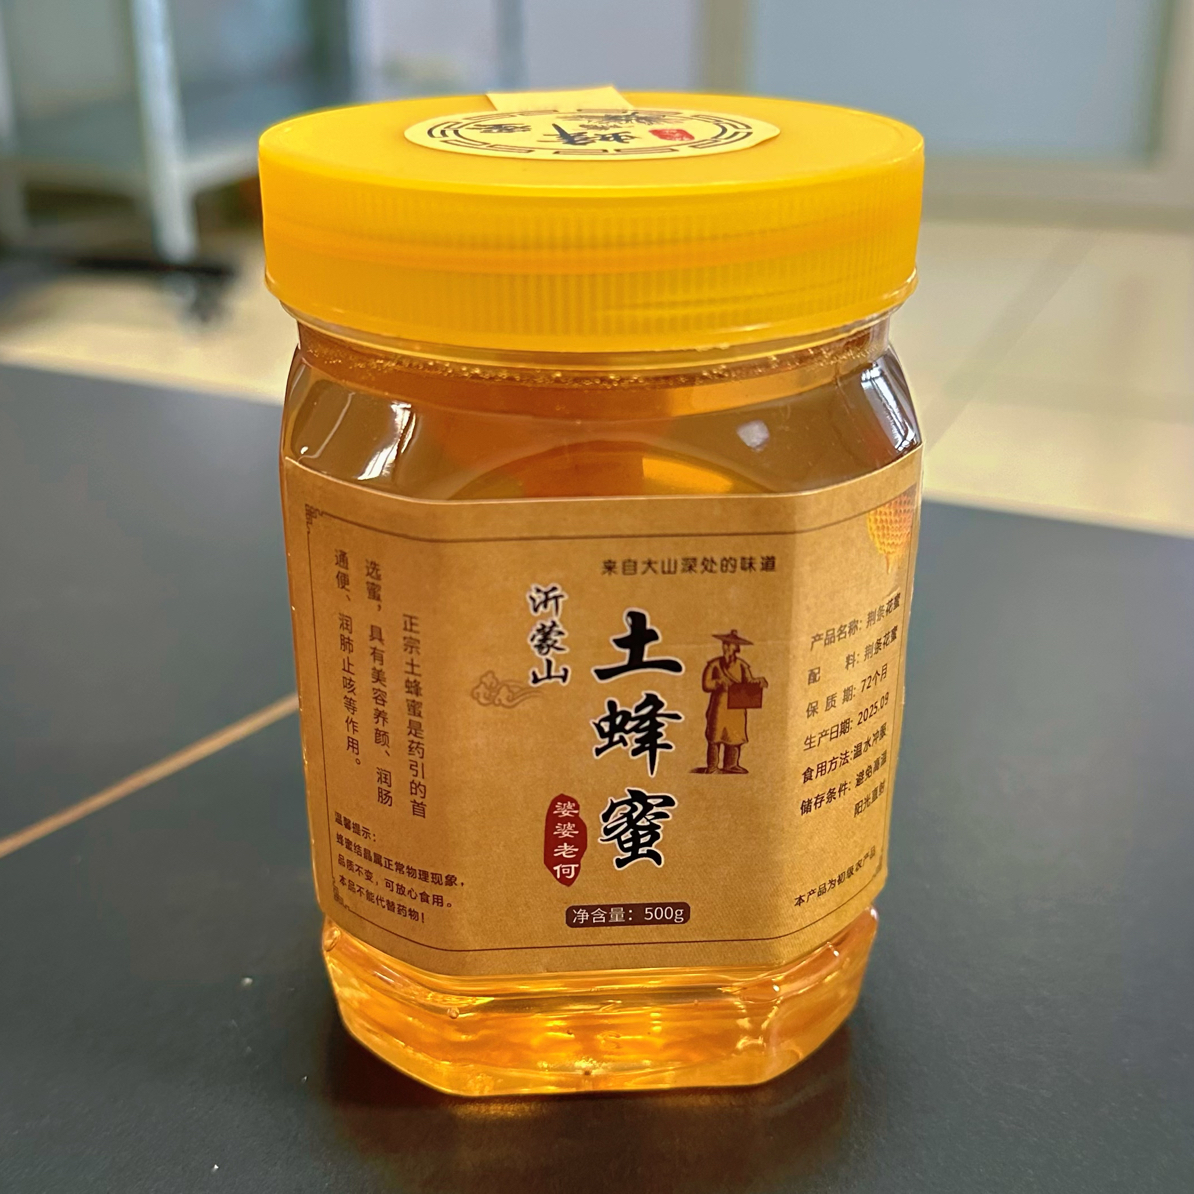 蜂蜜
来自大山深处的味道
沂蒙山
土蜂蜜
婆婆老何
净含量：500g
正宗土蜂蜜是药引的首
选蜜，具有美容养颜、润肠
通便、润肺止咳等作用。
温馨提示：
蜂蜜结晶属正常物理现象，
品质不变，可放心食用。
本品不能代替药物！
产品名称：荆条花蜜
配 料：荆条花蜜
保 质 期：72个月
生产日期：2025.09
食用方法：温水冲服
储存条件：避免高温
阳光直射
本产品为初级农产品